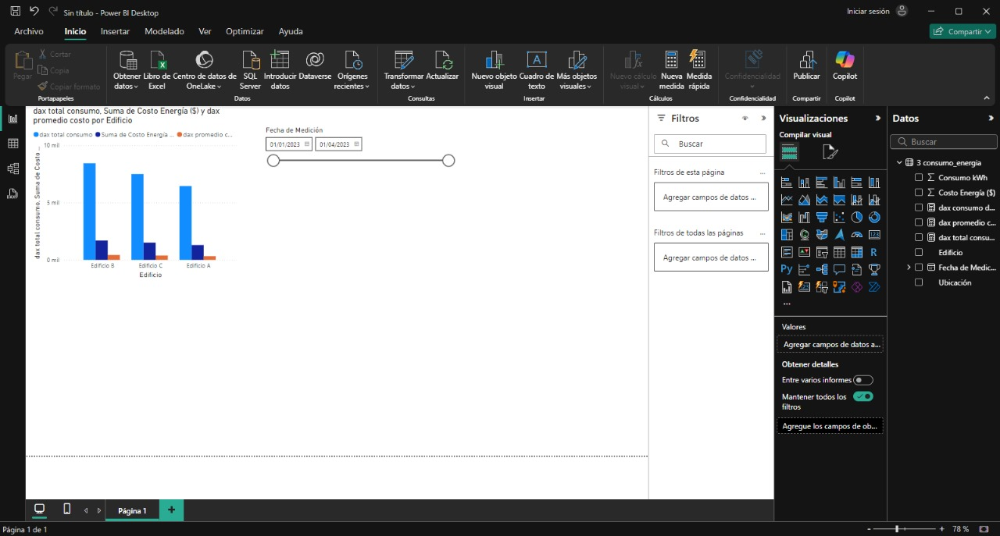 Sin título - Power BI Desktop
Iniciar sesión
Archivo Inicio Insertar Modelado Ver Optimizar Ayuda
Compartir
Pegar
Cortar
Copia
Copiar formato
Portapapeles
Obtener datos
Libro de Excel
Centro de datos de OneLake
SQL Server
Introducir datos
Dataverse
Orígenes recientes
Datos
Transformar datos
Actualizar
Consultas
Nuevo objeto visual
Cuadro de texto
Más objetos visuales
Insertar
Nuevo cálculo visual
Nueva medida
Medida rápida
Cálculos
Confidencialidad
Confidencialidad
Publicar
Compartir
Copilot
Copilot
dax total consumo, Suma de Costo Energía ($) y dax
promedio costo por Edificio
dax total consumo Suma de Costo Energía ... dax promedio c...
dax total consumo, Suma de Costo ...
10 mil
5 mil
0 mil
Edificio B Edificio C Edificio A
Edificio
Fecha de Medición
01/01/2023 01/04/2023
Filtros
Buscar
Filtros de esta página ...
Agregar campos de datos ...
Filtros de todas las páginas ...
Agregar campos de datos ...
Visualizaciones
Compilar visual
123
R
Py
123
...
Valores
Agregar campos de datos a...
Obtener detalles
Entre varios informes
Mantener todos los
filtros
Agregue los campos de ob...
Datos
Buscar
3 consumo_energia
Consumo kWh
Costo Energía ($)
dax consumo d...
dax promedio c...
dax total consu...
Edificio
Fecha de Medic...
Ubicación
Página 1
+
Página 1 de 1
- + 78 %